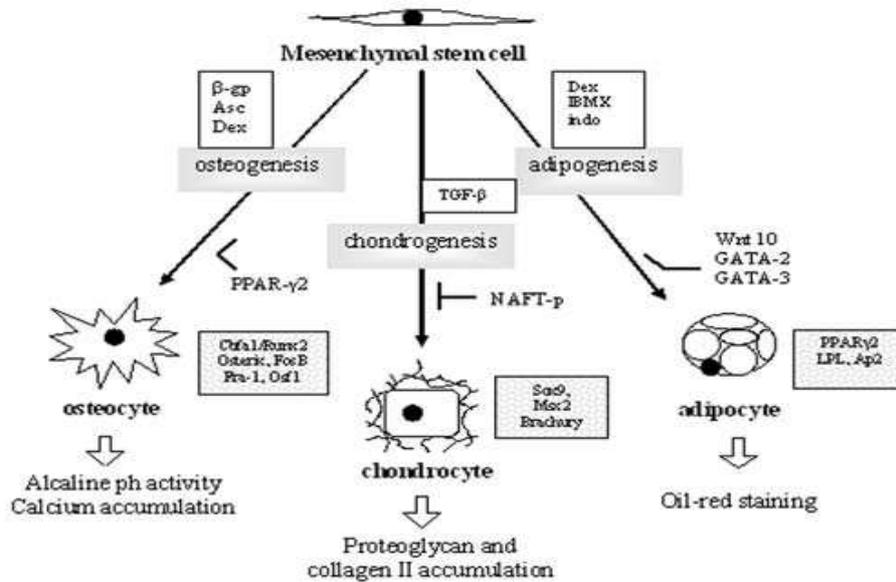 Mesenchymal stem cell
β-gp
Asc
Dex
Dex
IBMX
indo
osteogenesis
adipogenesis
TGF-β
chondrogenesis
Wnt 10
GATA-2
GATA-3
PPAR-γ2
NAFT-p
Cbfa1/Runx2
Osterix, FosB
Fra-1, Osf1
PPARγ2
LPL, Ap2
Sox9,
Msx2
Brachury
osteocyte
adipocyte
chondrocyte
Alcaline ph activity
Calcium accumulation
Oil-red staining
Proteoglycan and
collagen II accumulation